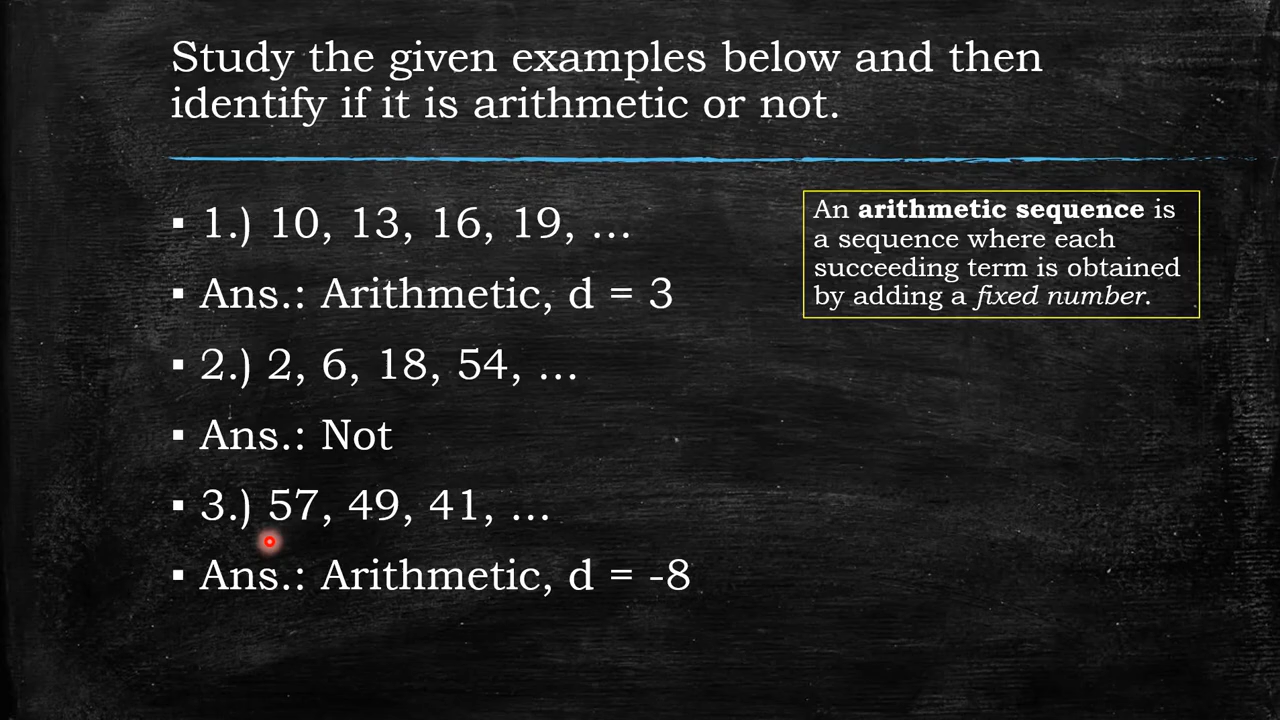 Study the given examples below and then
identify if it is arithmetic or not.
▪ 1.) 10, 13, 16, 19, …
▪ Ans.: Arithmetic, d = 3
▪ 2.) 2, 6, 18, 54, …
▪ Ans.: Not
▪ 3.) 57, 49, 41, …
▪ Ans.: Arithmetic, d = -8
An arithmetic sequence is
a sequence where each
succeeding term is obtained
by adding a fixed number.